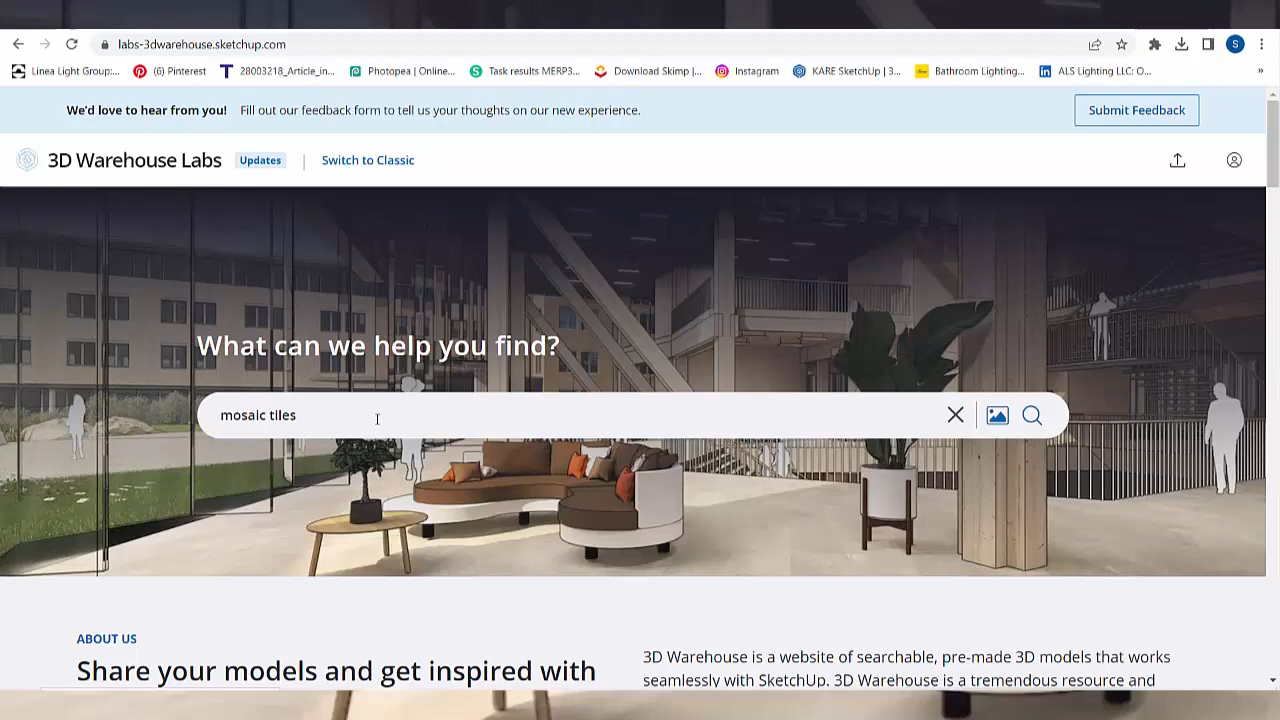 labs-3dwarehouse.sketchup.com
S
Linea Light Group:...
(6) Pinterest
28003218_Article_in...
Photopea | Online...
Task results MERP3...
Download Skimp |...
Instagram
KARE SketchUp | 3...
Bathroom Lighting...
ALS Lighting LLC: O...
»
We'd love to hear from you! Fill out our feedback form to tell us your thoughts on our new experience.
Submit Feedback
3D Warehouse Labs
Updates
Switch to Classic
What can we help you find?
mosaic tiles
ABOUT US
Share your models and get inspired with
3D Warehouse is a website of searchable, pre-made 3D models that works
seamlessly with SketchUp. 3D Warehouse is a tremendous resource and